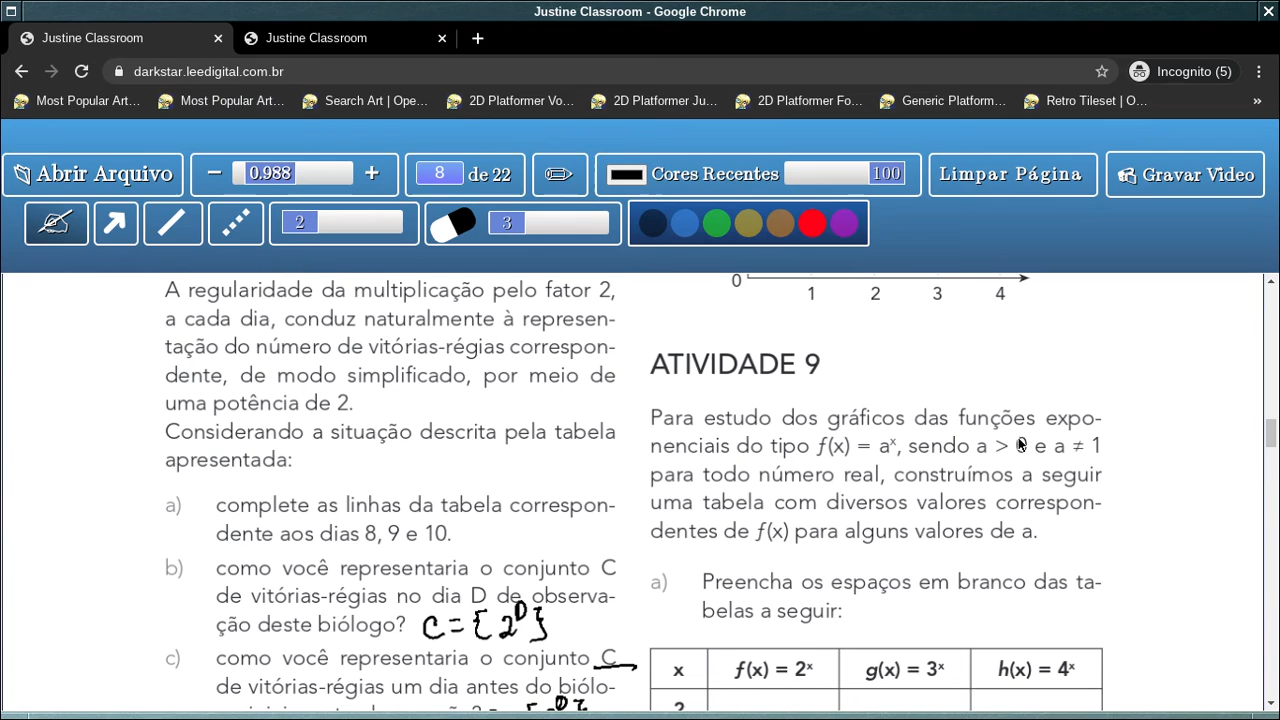 Justine Classroom - Google Chrome
Justine Classroom
Justine Classroom
darkstar.leedigital.com.br
Incognito (5)
Most Popular Art...
Most Popular Art...
Search Art | Ope...
2D Platformer Vo...
2D Platformer Ju...
2D Platformer Fo...
Generic Platform...
Retro Tileset | O...
Abrir Arquivo
− 0,988 +
8 de 22
Cores Recentes 100
Limpar Página
Gravar Video
2
3
A regularidade da multiplicação pelo fator 2,
a cada dia, conduz naturalmente à represen-
tação do número de vitórias-régias correspon-
dente, de modo simplificado, por meio de
uma potência de 2.
Considerando a situação descrita pela tabela
apresentada:
a) complete as linhas da tabela correspon-
dente aos dias 8, 9 e 10.
b) como você representaria o conjunto C
de vitórias-régias no dia D de observa-
ção deste biólogo? C = {2ᴰ}
c) como você representaria o conjunto C
de vitórias-régias um dia antes do biólo-
0
1 2 3 4
ATIVIDADE 9
Para estudo dos gráficos das funções expo-
nenciais do tipo ƒ(x) = aˣ, sendo a > e a ≠ 1
para todo número real, construímos a seguir
uma tabela com diversos valores correspon-
dentes de ƒ(x) para alguns valores de a.
a) Preencha os espaços em branco das ta-
belas a seguir:
x ƒ(x) = 2ˣ g(x) = 3ˣ h(x) = 4ˣ